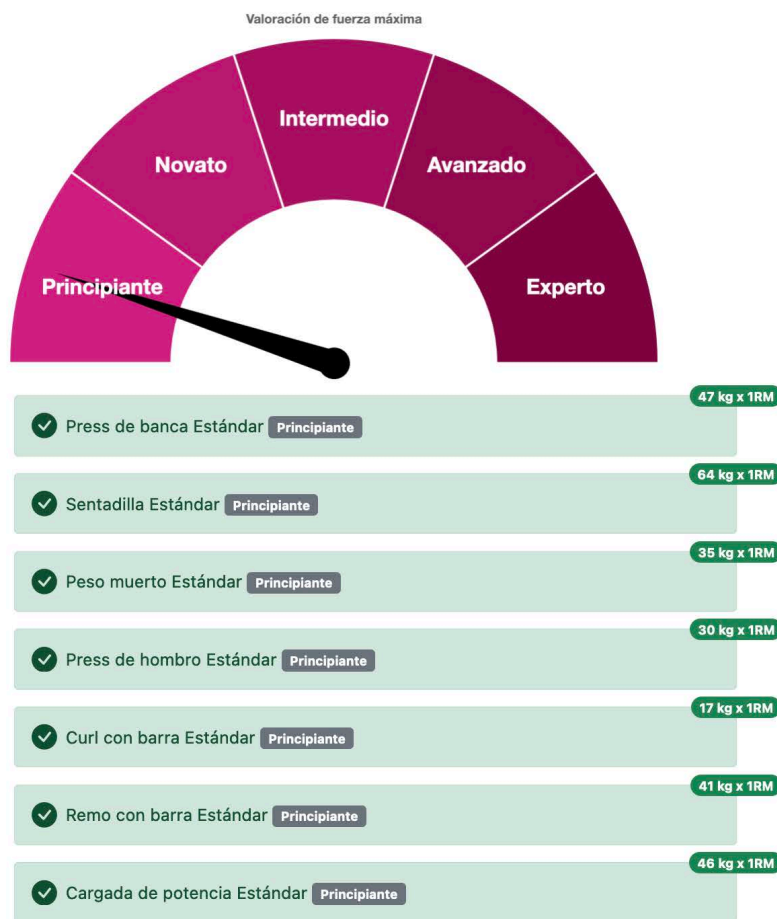 Valoración de fuerza máxima
Intermedio
Novato
Avanzado
Principiante
Experto
47 kg x 1RM
Press de banca Estándar Principiante
64 kg x 1RM
Sentadilla Estándar Principiante
35 kg x 1RM
Peso muerto Estándar Principiante
30 kg x 1RM
Press de hombro Estándar Principiante
17 kg x 1RM
Curl con barra Estándar Principiante
41 kg x 1RM
Remo con barra Estándar Principiante
46 kg x 1RM
Cargada de potencia Estándar Principiante